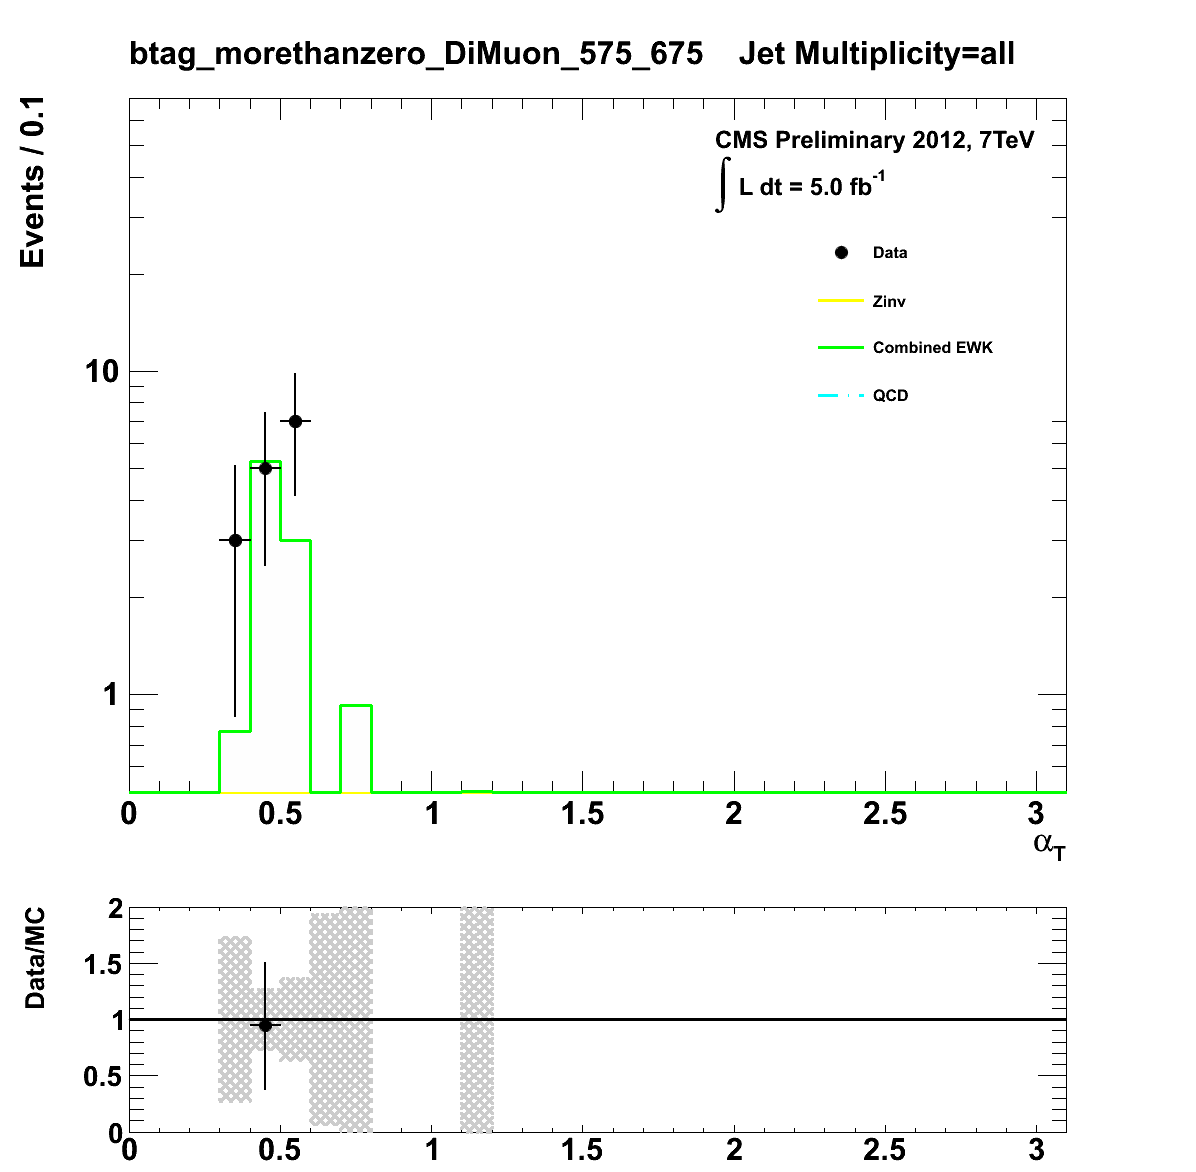 btag_morethanzero_DiMuon_575_675 Jet Multiplicity=all
Events / 0.1
CMS Preliminary 2012, 7TeV
∫ L dt = 5.0 fb⁻¹
Data
Zinv
Combined EWK
QCD
10
1
0 0.5 1 1.5 2 2.5 3
α_T
Data/MC
2
1.5
1
0.5
0
0 0.5 1 1.5 2 2.5 3